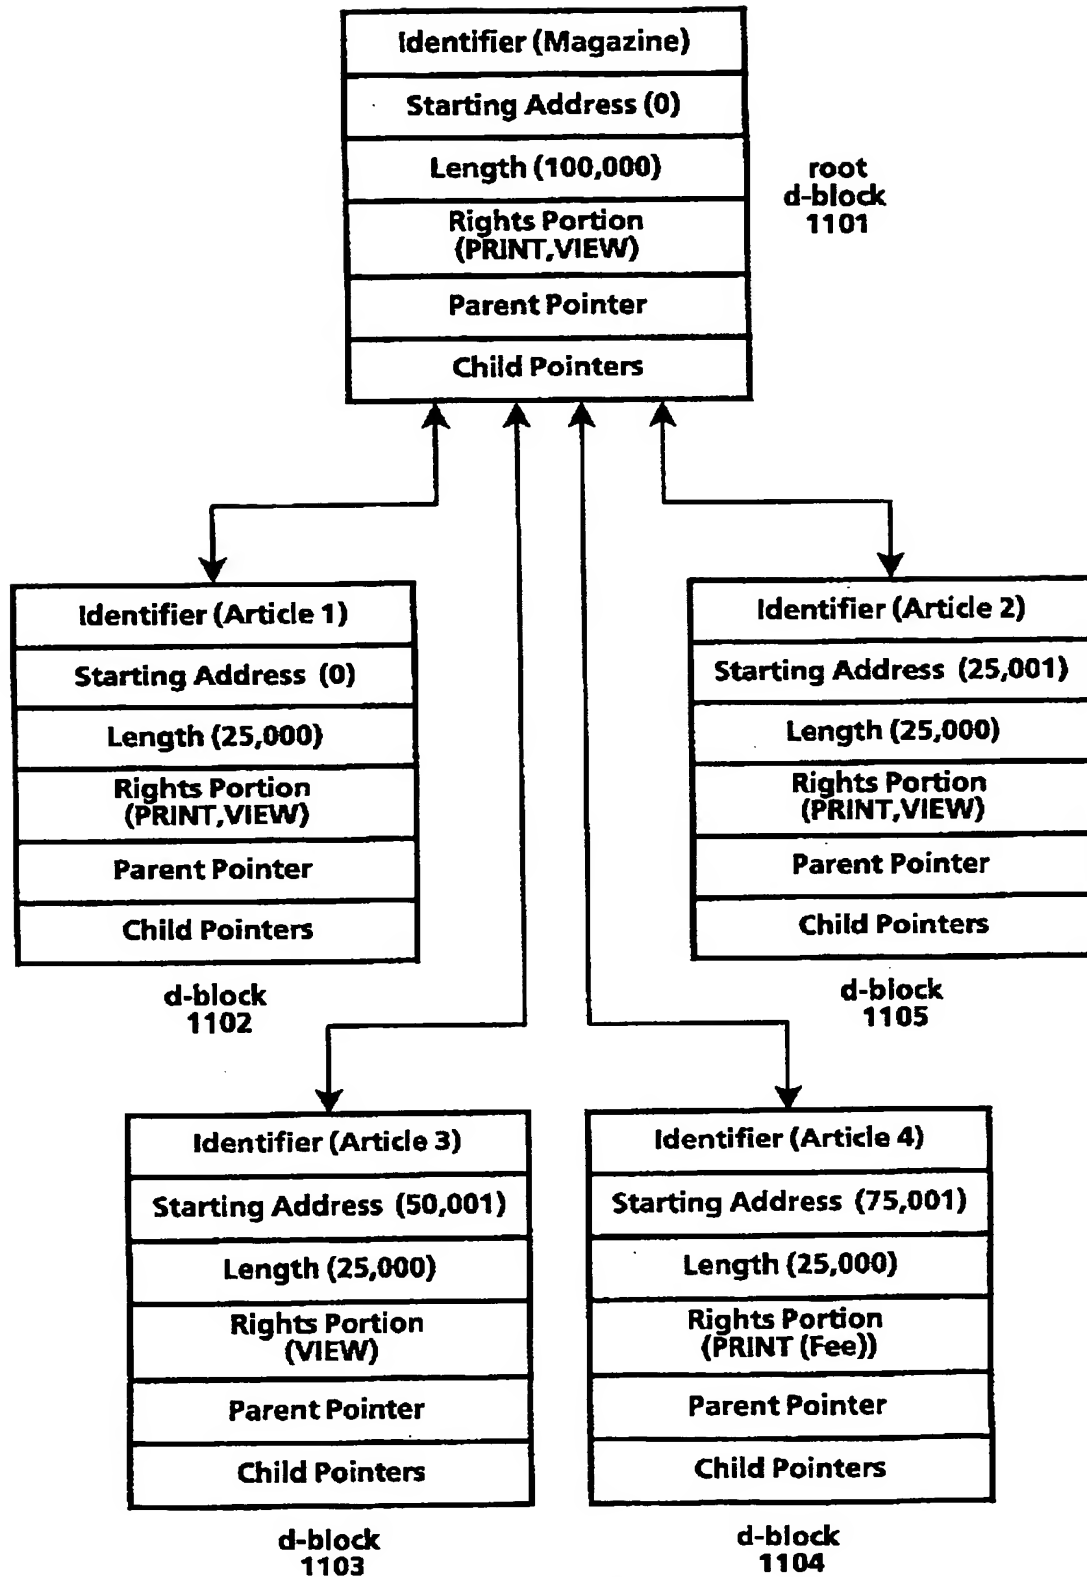 Identifier (Magazine)
Starting Address (0)
Length (100,000)
Rights Portion
(PRINT,VIEW)
Parent Pointer
Child Pointers
root
d-block
1101
Identifier (Article 1)
Starting Address (0)
Length (25,000)
Rights Portion
(PRINT,VIEW)
Parent Pointer
Child Pointers
d-block
1102
Identifier (Article 2)
Starting Address (25,001)
Length (25,000)
Rights Portion
(PRINT,VIEW)
Parent Pointer
Child Pointers
d-block
1105
Identifier (Article 3)
Starting Address (50,001)
Length (25,000)
Rights Portion
(VIEW)
Parent Pointer
Child Pointers
d-block
1103
Identifier (Article 4)
Starting Address (75,001)
Length (25,000)
Rights Portion
(PRINT (Fee))
Parent Pointer
Child Pointers
d-block
1104